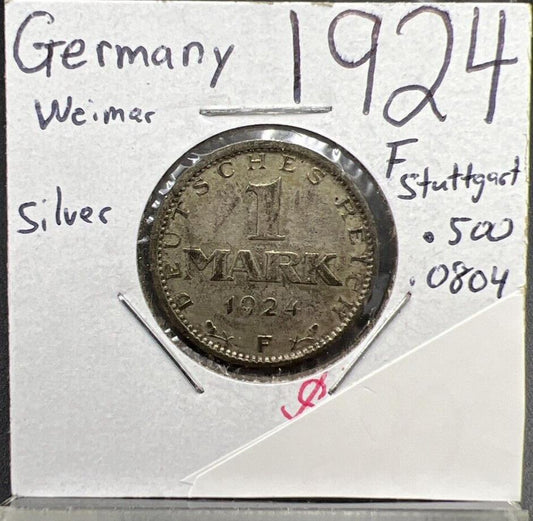 Germany 1924
Weimar
F Stuttgart
Silver
.500
.0804
DEUTSCHES REICH
1
MARK
1924
F